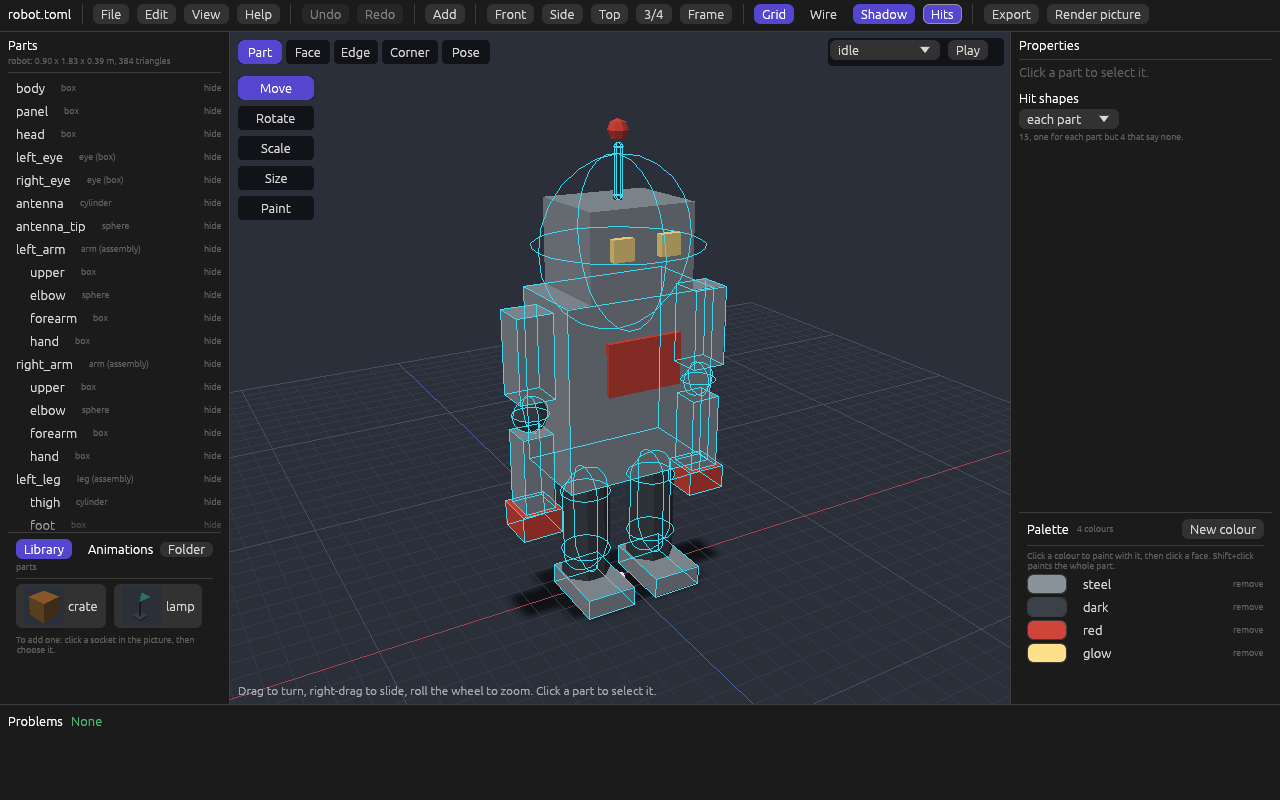 robot.toml File Edit View Help Undo Redo Add Front Side Top 3/4 Frame Grid Wire Shadow Hits Export Render picture
Parts
robot: 0.90 x 1.83 x 0.39 m, 384 triangles
body box hide
panel box hide
head box hide
left_eye eye (box) hide
right_eye eye (box) hide
antenna cylinder hide
antenna_tip sphere hide
left_arm arm (assembly) hide
upper box hide
elbow sphere hide
forearm box hide
hand box hide
right_arm arm (assembly) hide
upper box hide
elbow sphere hide
forearm box hide
hand box hide
left_leg leg (assembly) hide
thigh cylinder hide
foot box hide
Library Animations Folder
parts
crate lamp
To add one: click a socket in the picture, then
choose it.
Part Face Edge Corner Pose
Move
Rotate
Scale
Size
Paint
idle Play
Drag to turn, right-drag to slide, roll the wheel to zoom. Click a part to select it.
Properties
Click a part to select it.
Hit shapes
each part
15, one for each part but 4 that say none.
Palette 4 colours New colour
Click a colour to paint with it, then click a face. Shift+click
paints the whole part.
steel remove
dark remove
red remove
glow remove
Problems None